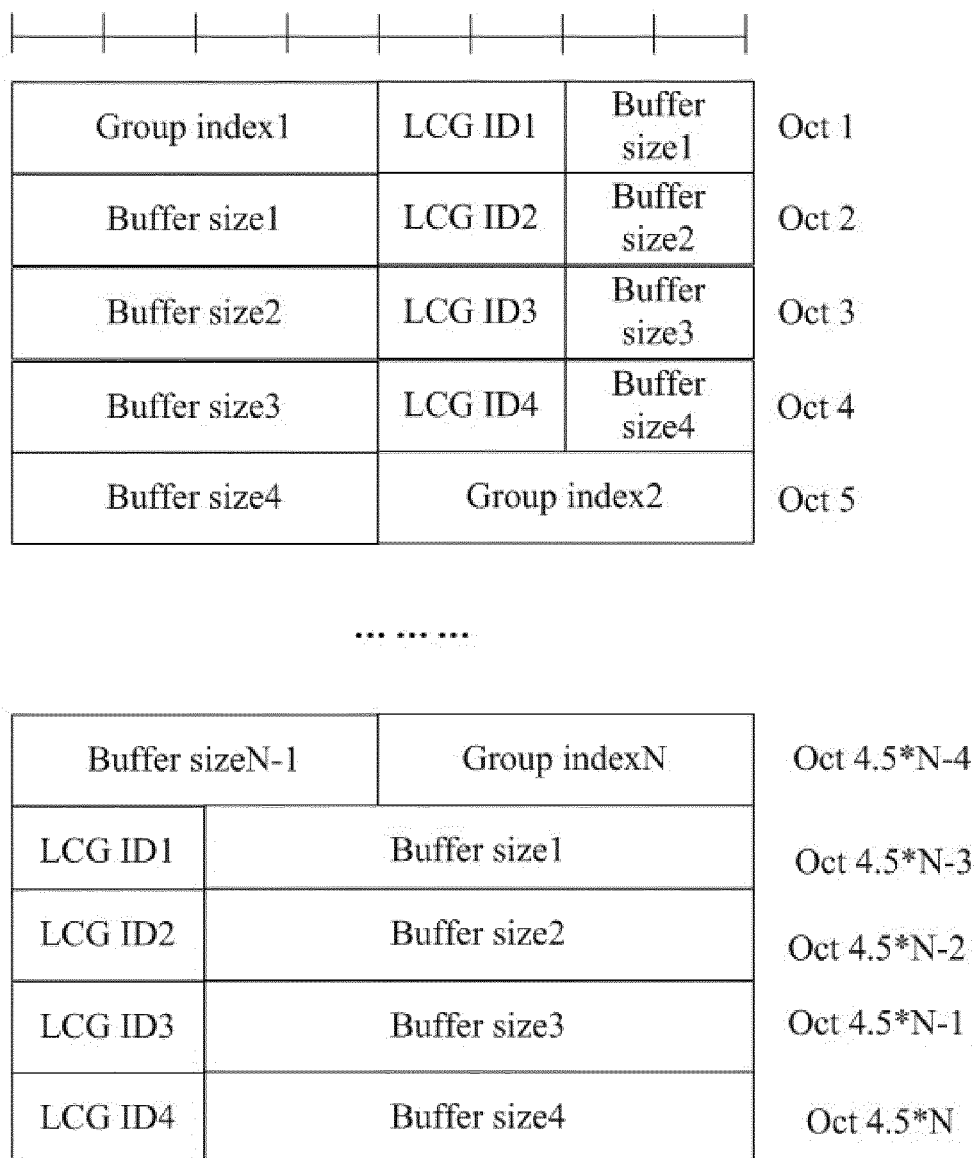 Group index1 LCG ID1 Buffer size1 Oct 1
Buffer size1 LCG ID2 Buffer size2 Oct 2
Buffer size2 LCG ID3 Buffer size3 Oct 3
Buffer size3 LCG ID4 Buffer size4 Oct 4
Buffer size4 Group index2 Oct 5
... ... ...
Buffer sizeN-1 Group indexN Oct 4.5*N-4
LCG ID1 Buffer size1 Oct 4.5*N-3
LCG ID2 Buffer size2 Oct 4.5*N-2
LCG ID3 Buffer size3 Oct 4.5*N-1
LCG ID4 Buffer size4 Oct 4.5*N